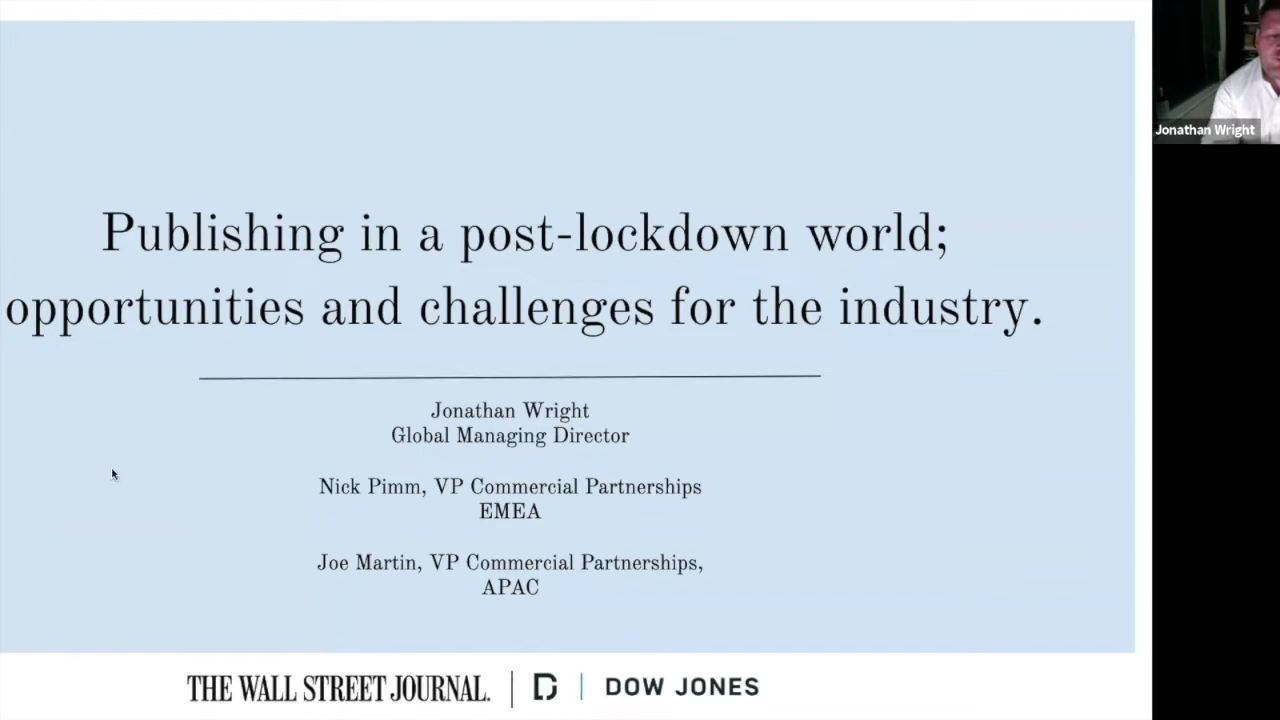 Publishing in a post-lockdown world;
opportunities and challenges for the industry.
Jonathan Wright
Global Managing Director
Nick Pimm, VP Commercial Partnerships
EMEA
Joe Martin, VP Commercial Partnerships,
APAC
THE WALL STREET JOURNAL. | D | DOW JONES
Jonathan Wright